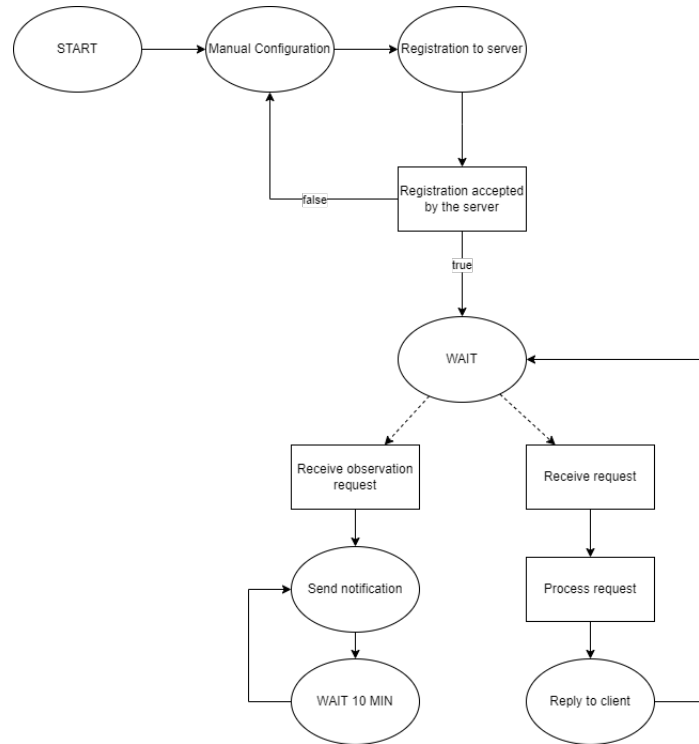 START
Manual Configuration
Registration to server
Registration accepted
by the server
false
true
WAIT
Receive observation
request
Receive request
Send notification
Process request
WAIT 10 MIN
Reply to client